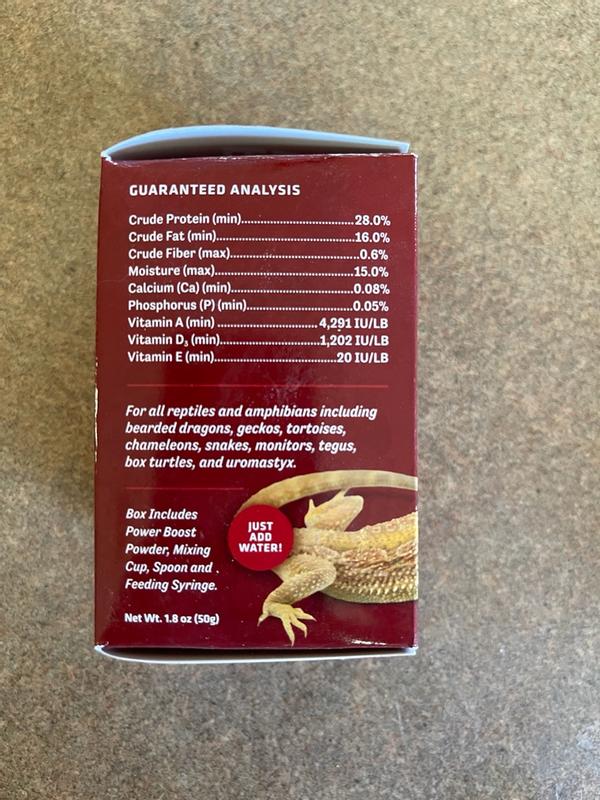 GUARANTEED ANALYSIS
Crude Protein (min)........................................28.0%
Crude Fat (min)................................................16.0%
Crude Fiber (max)..............................................0.6%
Moisture (max)................................................15.0%
Calcium (Ca) (min)...........................................0.08%
Phosphorus (P) (min)......................................0.05%
Vitamin A (min) ................................4,291 IU/LB
Vitamin D3 (min)...............................1,202 IU/LB
Vitamin E (min).......................................20 IU/LB
For all reptiles and amphibians including
bearded dragons, geckos, tortoises,
chameleons, snakes, monitors, tegus,
box turtles, and uromastyx.
Box Includes
Power Boost
Powder, Mixing
Cup, Spoon and
Feeding Syringe.
JUST
ADD
WATER!
Net Wt. 1.8 oz (50g)